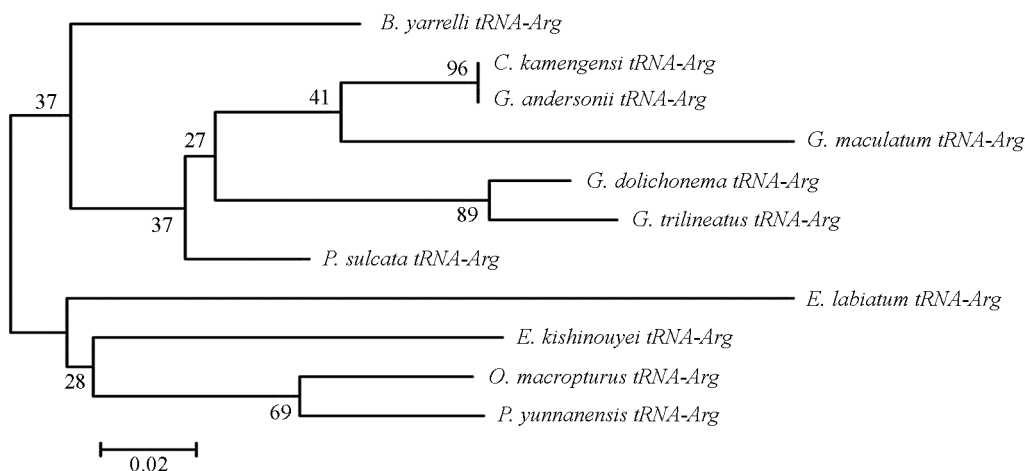 B. yarrelli tRNA-Arg
96
C. kamengensi tRNA-Arg
37
41
G. andersonii tRNA-Arg
27
G. maculatum tRNA-Arg
G. dolichonema tRNA-Arg
37
89
G. trilineatus tRNA-Arg
P. sulcata tRNA-Arg
E. labiatum tRNA-Arg
E. kishinouyei tRNA-Arg
28
O. macropturus tRNA-Arg
69
P. yunnanensis tRNA-Arg
0.02